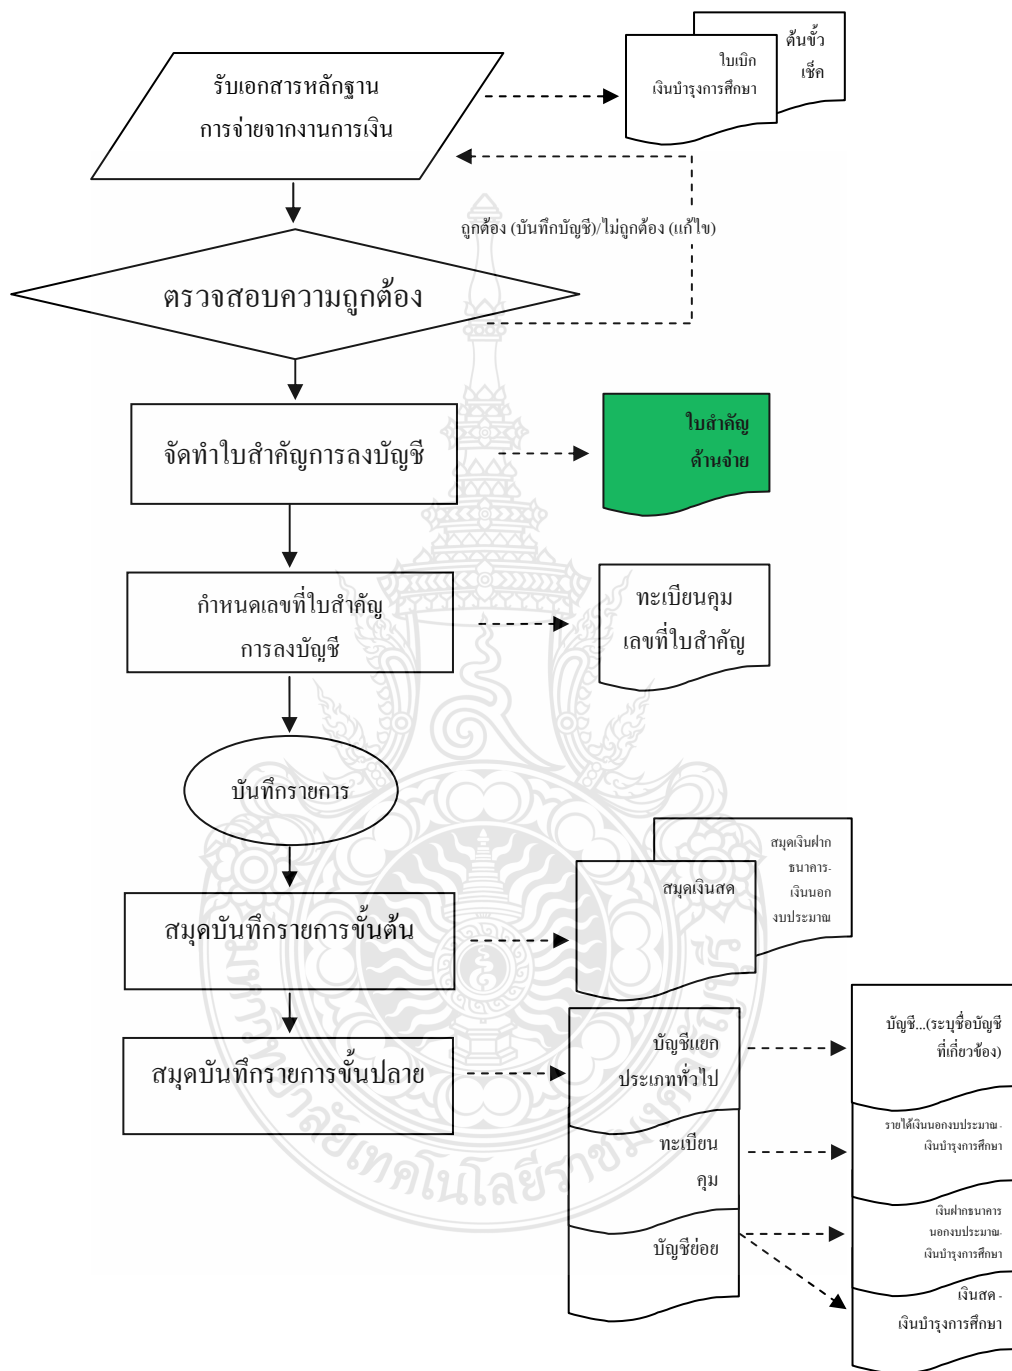 รับเอกสารหลักฐาน
การจ่ายจากงานการเงิน
ใบเบิก
เงินบำรุงการศึกษา
ต้นขั้ว
เช็ค
ถูกต้อง (บันทึกบัญชี)/ไม่ถูกต้อง (แก้ไข)
ตรวจสอบความถูกต้อง
จัดทำใบสำคัญการลงบัญชี
ใบสำคัญ
ด้านจ่าย
กำหนดเลขที่ใบสำคัญ
การลงบัญชี
ทะเบียนคุม
เลขที่ใบสำคัญ
บันทึกรายการ
สมุดบันทึกรายการขั้นต้น
สมุดเงินสด
สมุดเงินฝาก
ธนาคาร-
เงินนอก
งบประมาณ
สมุดบันทึกรายการขั้นปลาย
บัญชีแยก
ประเภททั่วไป
ทะเบียน
คุม
บัญชีย่อย
บัญชี...(ระบุชื่อบัญชี
ที่เกี่ยวข้อง)
รายได้เงินนอกงบประมาณ-
เงินบำรุงการศึกษา
เงินฝากธนาคาร
นอกงบประมาณ-
เงินบำรุงการศึกษา
เงินสด -
เงินบำรุงการศึกษา